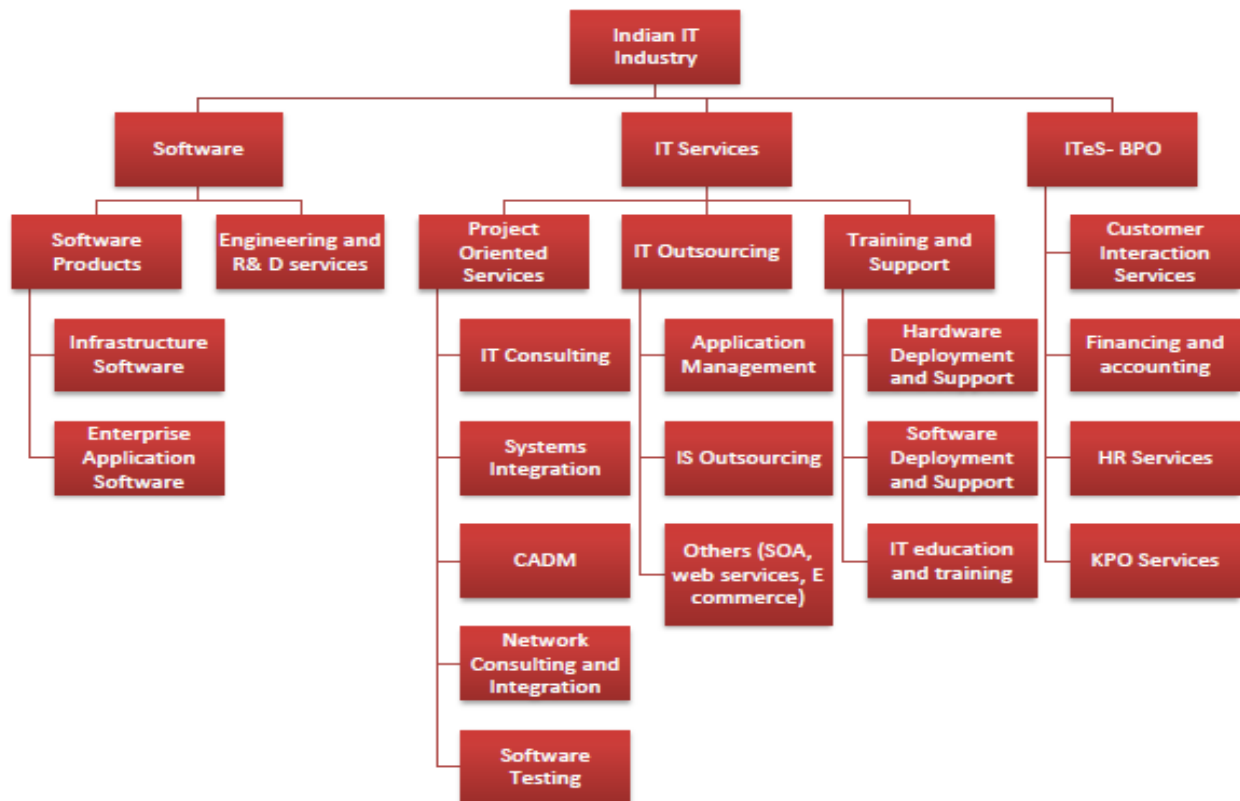 Indian IT
Industry
Software
IT Services
ITeS- BPO
Software
Products
Engineering and
R& D services
Project
Oriented
Services
IT Outsourcing
Training and
Support
Customer
Interaction
Services
Infrastructure
Software
IT Consulting
Application
Management
Hardware
Deployment
and Support
Financing and
accounting
Enterprise
Application
Software
Systems
Integration
IS Outsourcing
Software
Deployment
and Support
HR Services
CADM
Others (SOA,
web services, E
commerce)
IT education
and training
KPO Services
Network
Consulting and
Integration
Software
Testing